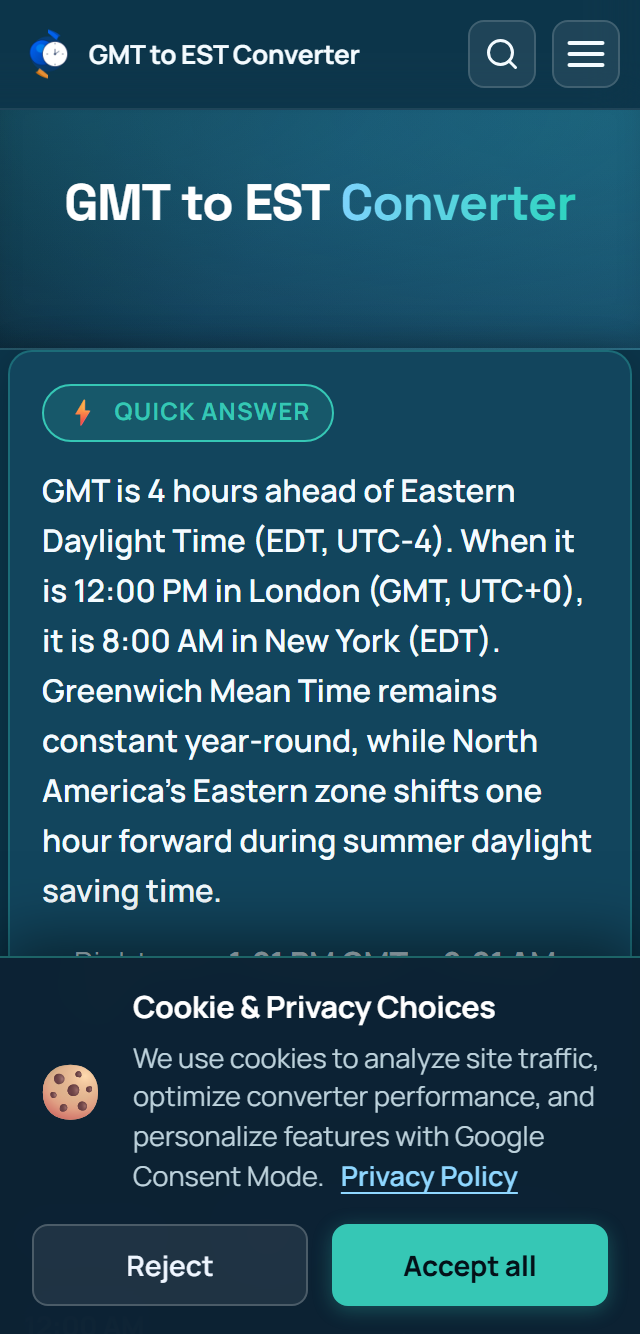 GMT to EST Converter
GMT to EST Converter
QUICK ANSWER
GMT is 4 hours ahead of Eastern
Daylight Time (EDT, UTC-4). When it
is 12:00 PM in London (GMT, UTC+0),
it is 8:00 AM in New York (EDT).
Greenwich Mean Time remains
constant year-round, while North
America's Eastern zone shifts one
hour forward during summer daylight
saving time.
Cookie & Privacy Choices
We use cookies to analyze site traffic,
optimize converter performance, and
personalize features with Google
Consent Mode. Privacy Policy
Reject
Accept all